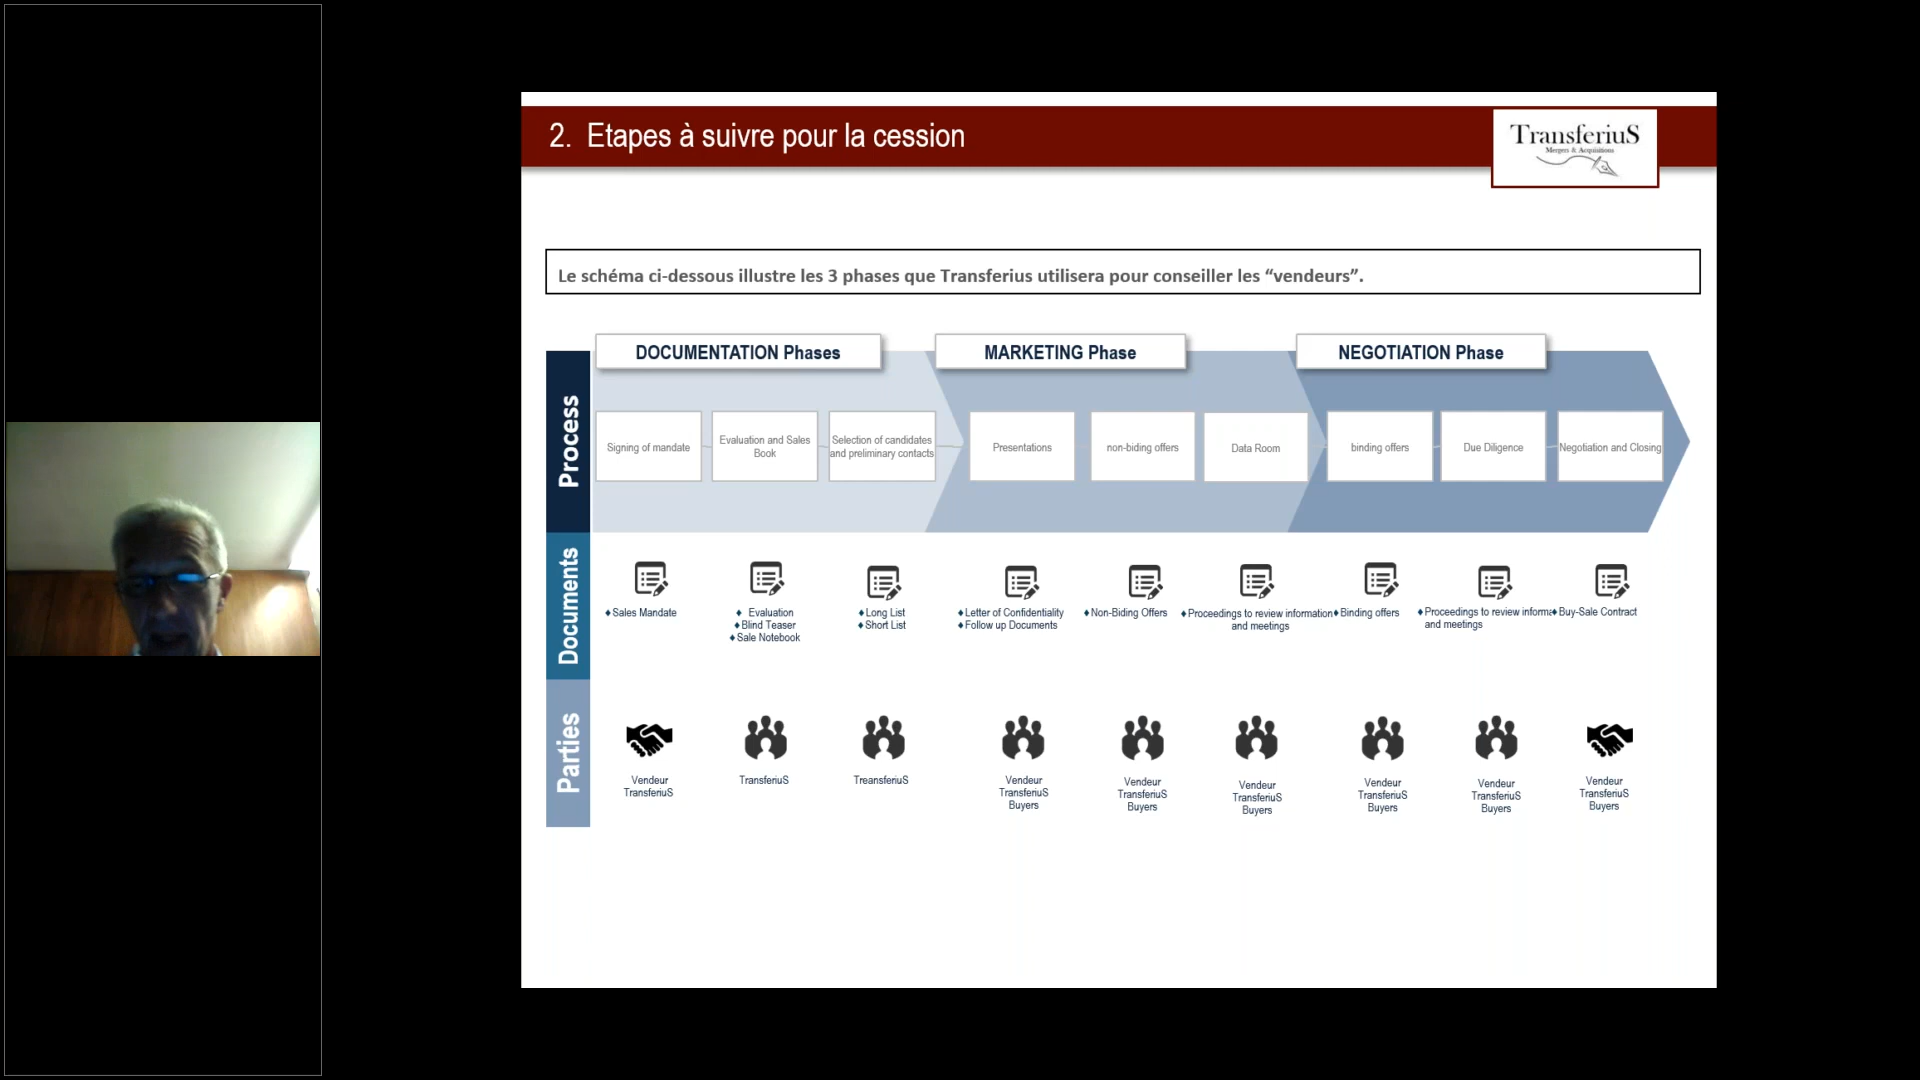 2. Etapes à suivre pour la cession
TransferiuS
Mergers & Acquisitions
Le schéma ci-dessous illustre les 3 phases que Transferius utilisera pour conseiller les “vendeurs”.
DOCUMENTATION Phases
MARKETING Phase
NEGOTIATION Phase
Process
Signing of mandate
Evaluation and Sales
Book
Selection of candidates
and preliminary contacts
Presentations
non-biding offers
Data Room
binding offers
Due Diligence
Negotiation and Closing
Documents
♦Sales Mandate
♦ Evaluation
♦Blind Teaser
♦Sale Notebook
♦Long List
♦Short List
♦Letter of Confidentiality
♦Follow up Documents
♦Non-Biding Offers
♦Proceedings to review information
and meetings
♦Binding offers
♦Proceedings to review informa
and meetings
♦Buy-Sale Contract
Parties
Vendeur
TransferiuS
TransferiuS
TreansferiuS
Vendeur
TransferiuS
Buyers
Vendeur
TransferiuS
Buyers
Vendeur
TransferiuS
Buyers
Vendeur
TransferiuS
Buyers
Vendeur
TransferiuS
Buyers
Vendeur
TransferiuS
Buyers